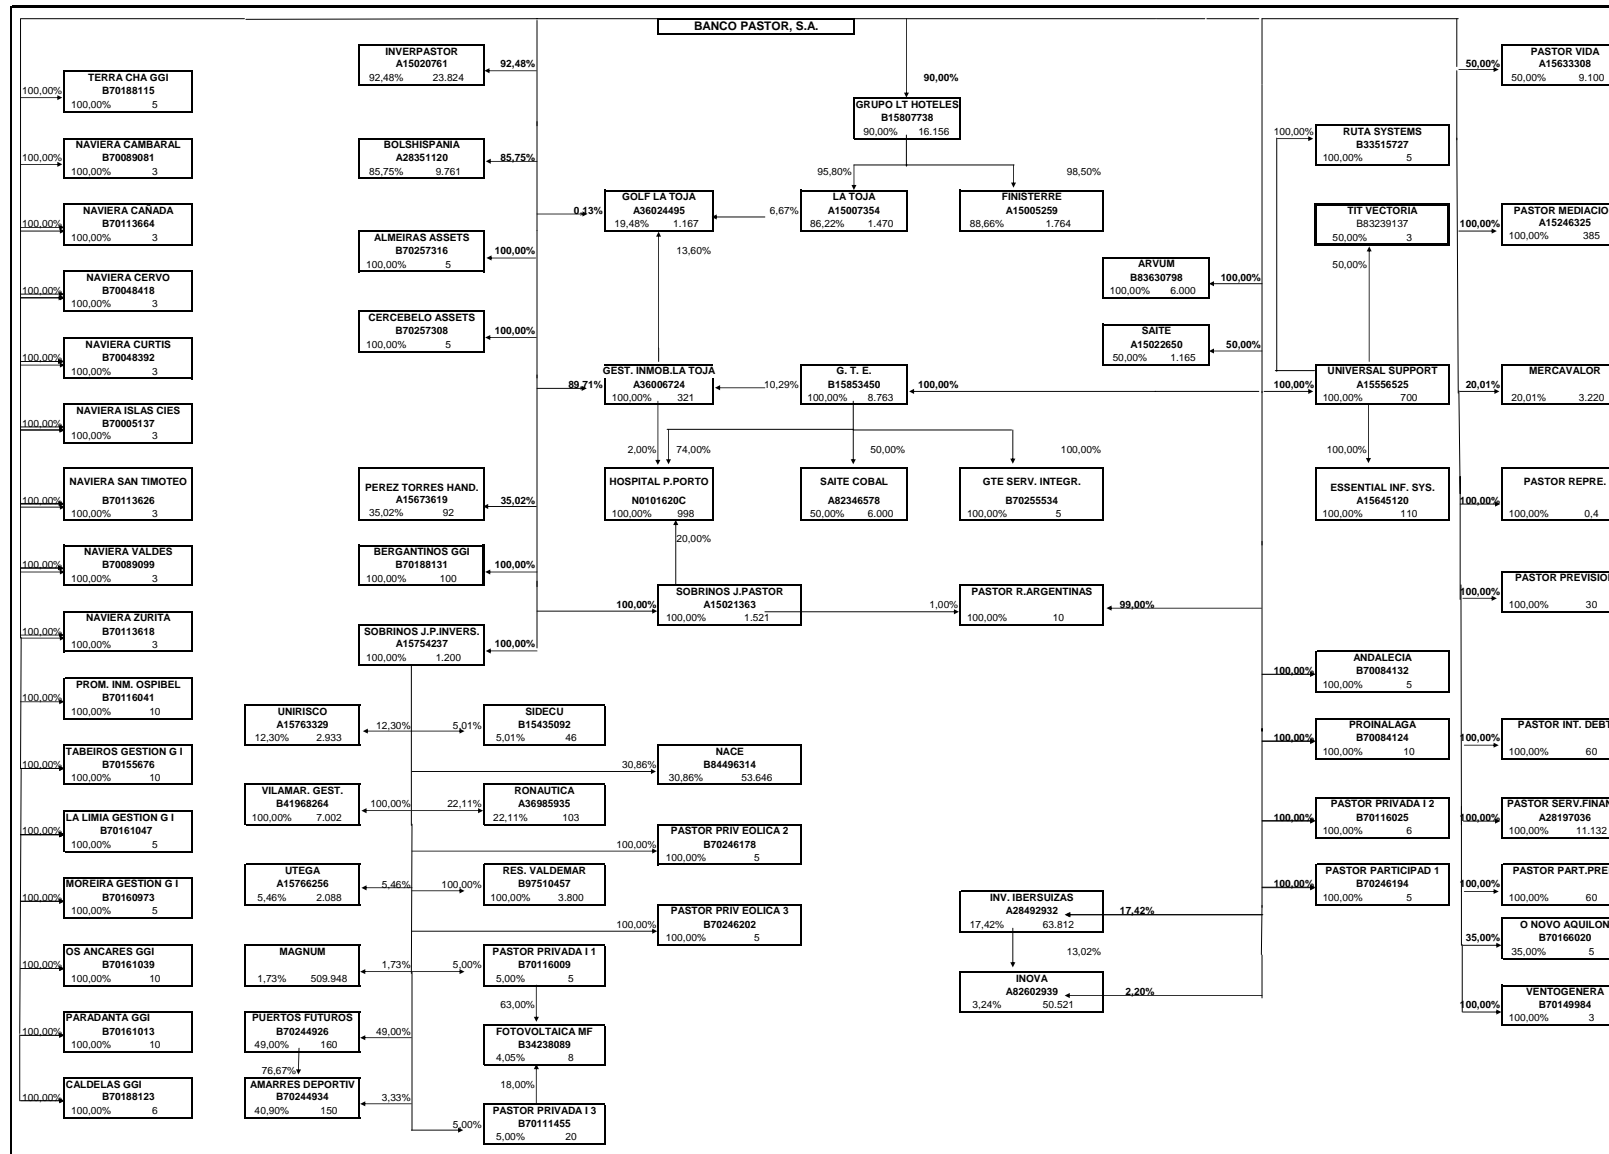 BANCO PASTOR, S.A.
100,00%
TERRA CHA GGI
B70188115
100,00% 5
100,00%
NAVIERA CAMBARAL
B70089081
100,00% 3
100,00%
NAVIERA CAÑADA
B70113664
100,00% 3
100,00%
NAVIERA CERVO
B70048418
100,00% 3
100,00%
NAVIERA CURTIS
B70048392
100,00% 3
100,00%
NAVIERA ISLAS CIES
B70005137
100,00% 3
100,00%
NAVIERA SAN TIMOTEO
B70113626
100,00% 3
100,00%
NAVIERA VALDES
B70089099
100,00% 3
100,00%
NAVIERA ZURITA
B70113618
100,00% 3
100,00%
PROM. INM. OSPIBEL
B70116041
100,00% 10
100,00%
TABEIROS GESTION G I
B70155676
100,00% 10
100,00%
LA LIMIA GESTION G I
B70161047
100,00% 5
100,00%
MOREIRA GESTION G I
B70160973
100,00% 5
100,00%
OS ANCARES GGI
B70161039
100,00% 10
100,00%
PARADANTA GGI
B70161013
100,00% 10
100,00%
CALDELAS GGI
B70188123
100,00% 6
INVERPASTOR
A15020761
92,48% 23.824
92,48%
BOLSHISPANIA
A28351120
85,75% 9.761
85,75%
ALMEIRAS ASSETS
B70257316
100,00% 5
100,00%
CERCEBELO ASSETS
B70257308
100,00% 5
100,00%
PEREZ TORRES HAND.
A15673619
35,02% 92
35,02%
BERGANTINOS GGI
B70188131
100,00% 100
100,00%
SOBRINOS J.P.INVERS.
A15754237
100,00% 1.200
100,00%
UNIRISCO
A15763329
12,30% 2.933
12,30%
5,01%
SIDECU
B15435092
5,01% 46
30,86%
NACE
B84496314
30,86% 53.646
VILAMAR. GEST.
B41968264
100,00% 7.002
100,00%
22,11%
RONAUTICA
A36985935
22,11% 103
100,00%
PASTOR PRIV EOLICA 2
B70246178
100,00% 5
UTEGA
A15766256
5,46% 2.088
5,46%
100,00%
RES. VALDEMAR
B97510457
100,00% 3.800
100,00%
PASTOR PRIV EOLICA 3
B70246202
100,00% 5
MAGNUM
1,73% 509.948
1,73%
5,00%
PASTOR PRIVADA I 1
B70116009
5,00% 5
63,00%
PUERTOS FUTUROS
B70244926
49,00% 160
49,00%
FOTOVOLTAICA MF
B34238089
4,05% 8
76,67%
18,00%
AMARRES DEPORTIV
B70244934
40,90% 150
3,33%
5,00%
PASTOR PRIVADA I 3
B70111455
5,00% 20
90,00%
GRUPO LT HOTELES
B15807738
90,00% 16.156
95,80%
98,50%
0,13%
GOLF LA TOJA
A36024495
19,48% 1.167
6,67%
LA TOJA
A15007354
86,22% 1.470
FINISTERRE
A15005259
88,66% 1.764
13,60%
89,71%
GEST. INMOB.LA TOJA
A36006724
100,00% 321
10,29%
G. T. E.
B15853450
100,00% 8.763
100,00%
2,00%
74,00%
50,00%
100,00%
HOSPITAL P.PORTO
N0101620C
100,00% 998
SAITE COBAL
A82346578
50,00% 6.000
GTE SERV. INTEGR.
B70255534
100,00% 5
20,00%
100,00%
SOBRINOS J.PASTOR
A15021363
100,00% 1.521
1,00%
PASTOR R.ARGENTINAS
100,00% 10
99,00%
ARVUM
B83630798
100,00% 6.000
100,00%
SAITE
A15022650
50,00% 1.165
50,00%
INV. IBERSUIZAS
A28492932
17,42% 63.812
17,42%
13,02%
INOVA
A82602939
3,24% 50.521
2,20%
100,00%
RUTA SYSTEMS
B33515727
100,00% 5
TIT VECTORIA
B83239137
50,00% 3
50,00%
100,00%
UNIVERSAL SUPPORT
A15556525
100,00% 700
100,00%
ESSENTIAL INF. SYS.
A15645120
100,00% 110
100,00%
ANDALECIA
B70084132
100,00% 5
100,00%
PROINALAGA
B70084124
100,00% 10
100,00%
PASTOR PRIVADA I 2
B70116025
100,00% 6
100,00%
PASTOR PARTICIPAD 1
B70246194
100,00% 5
50,00%
PASTOR VIDA
A15633308
50,00% 9.100
100,00%
PASTOR MEDIACIO
A15246325
100,00% 385
20,01%
MERCAVALOR
20,01% 3.220
100,00%
PASTOR REPRE.
100,00% 0,4
100,00%
PASTOR PREVISIO
100,00% 30
100,00%
PASTOR INT. DEBT
100,00% 60
100,00%
PASTOR SERV.FINAN
A28197036
100,00% 11.132
100,00%
PASTOR PART.PRE
100,00% 60
35,00%
O NOVO AQUILON
B70166020
35,00% 5
100,00%
VENTOGENERA
B70149984
100,00% 3